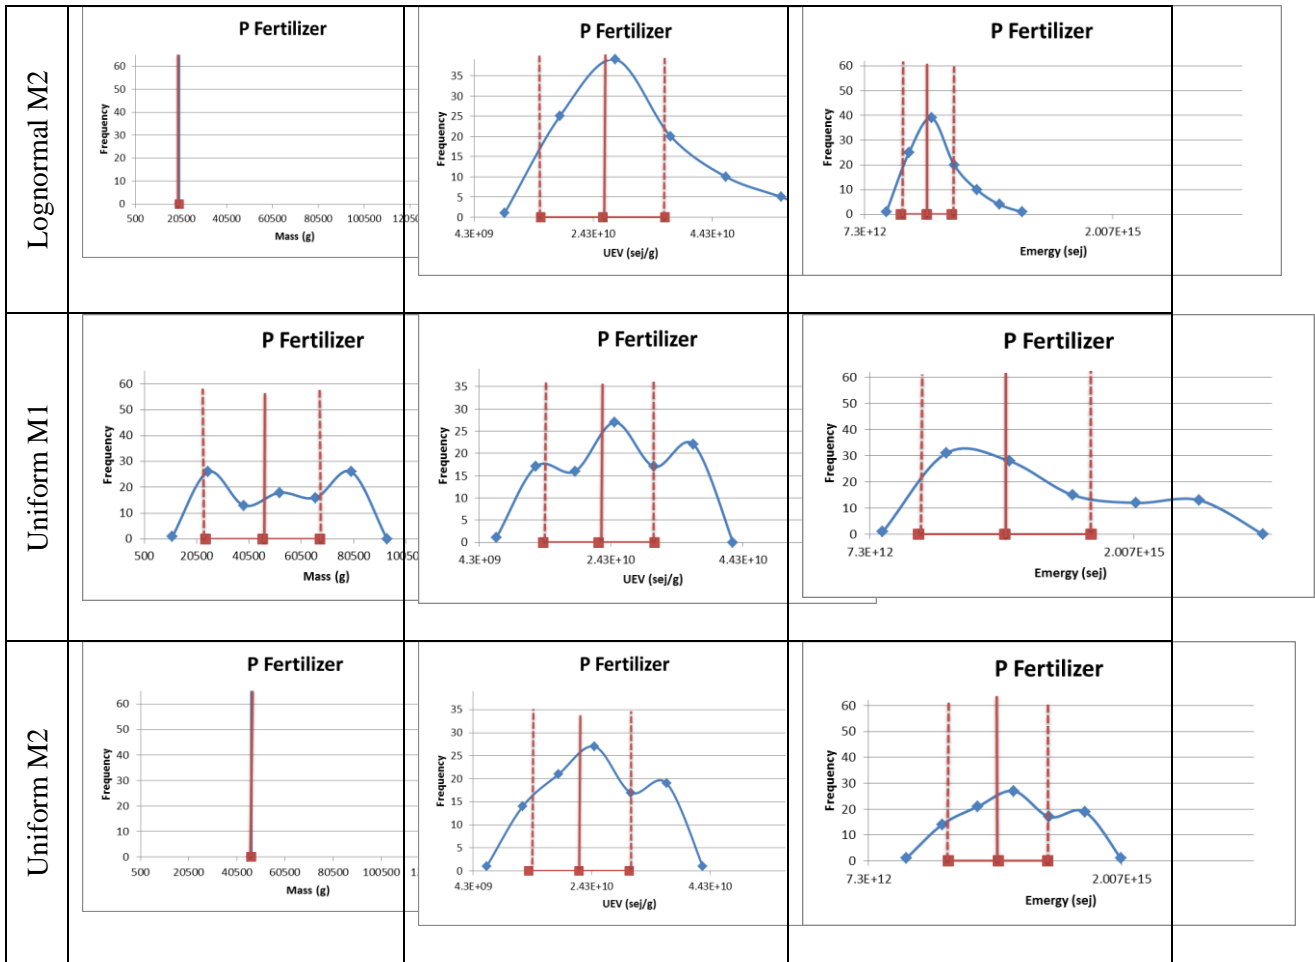 Lognormal M2
P Fertilizer
Frequency
60
50
40
30
20
10
0
500 20500 40500 60500 80500 100500 120
Mass (g)
P Fertilizer
Frequency
35
30
25
20
15
10
5
0
4.3E+09 2.43E+10 4.43E+10
UEV (sej/g)
P Fertilizer
Frequency
60
50
40
30
20
10
0
7.3E+12 2.007E+15
Emergy (sej)
Uniform M1
P Fertilizer
Frequency
60
50
40
30
20
10
0
500 20500 40500 60500 80500 10050
Mass (g)
P Fertilizer
Frequency
35
30
25
20
15
10
5
0
4.3E+09 2.43E+10 4.43E+10
UEV (sej/g)
P Fertilizer
Frequency
60
50
40
30
20
10
0
7.3E+12 2.007E+15
Emergy (sej)
Uniform M2
P Fertilizer
Frequency
60
50
40
30
20
10
0
500 20500 40500 60500 80500 100500
Mass (g)
P Fertilizer
Frequency
35
30
25
20
15
10
5
0
4.3E+09 2.43E+10 4.43E+10
UEV (sej/g)
P Fertilizer
Frequency
60
50
40
30
20
10
0
7.3E+12 2.007E+15
Emergy (sej)